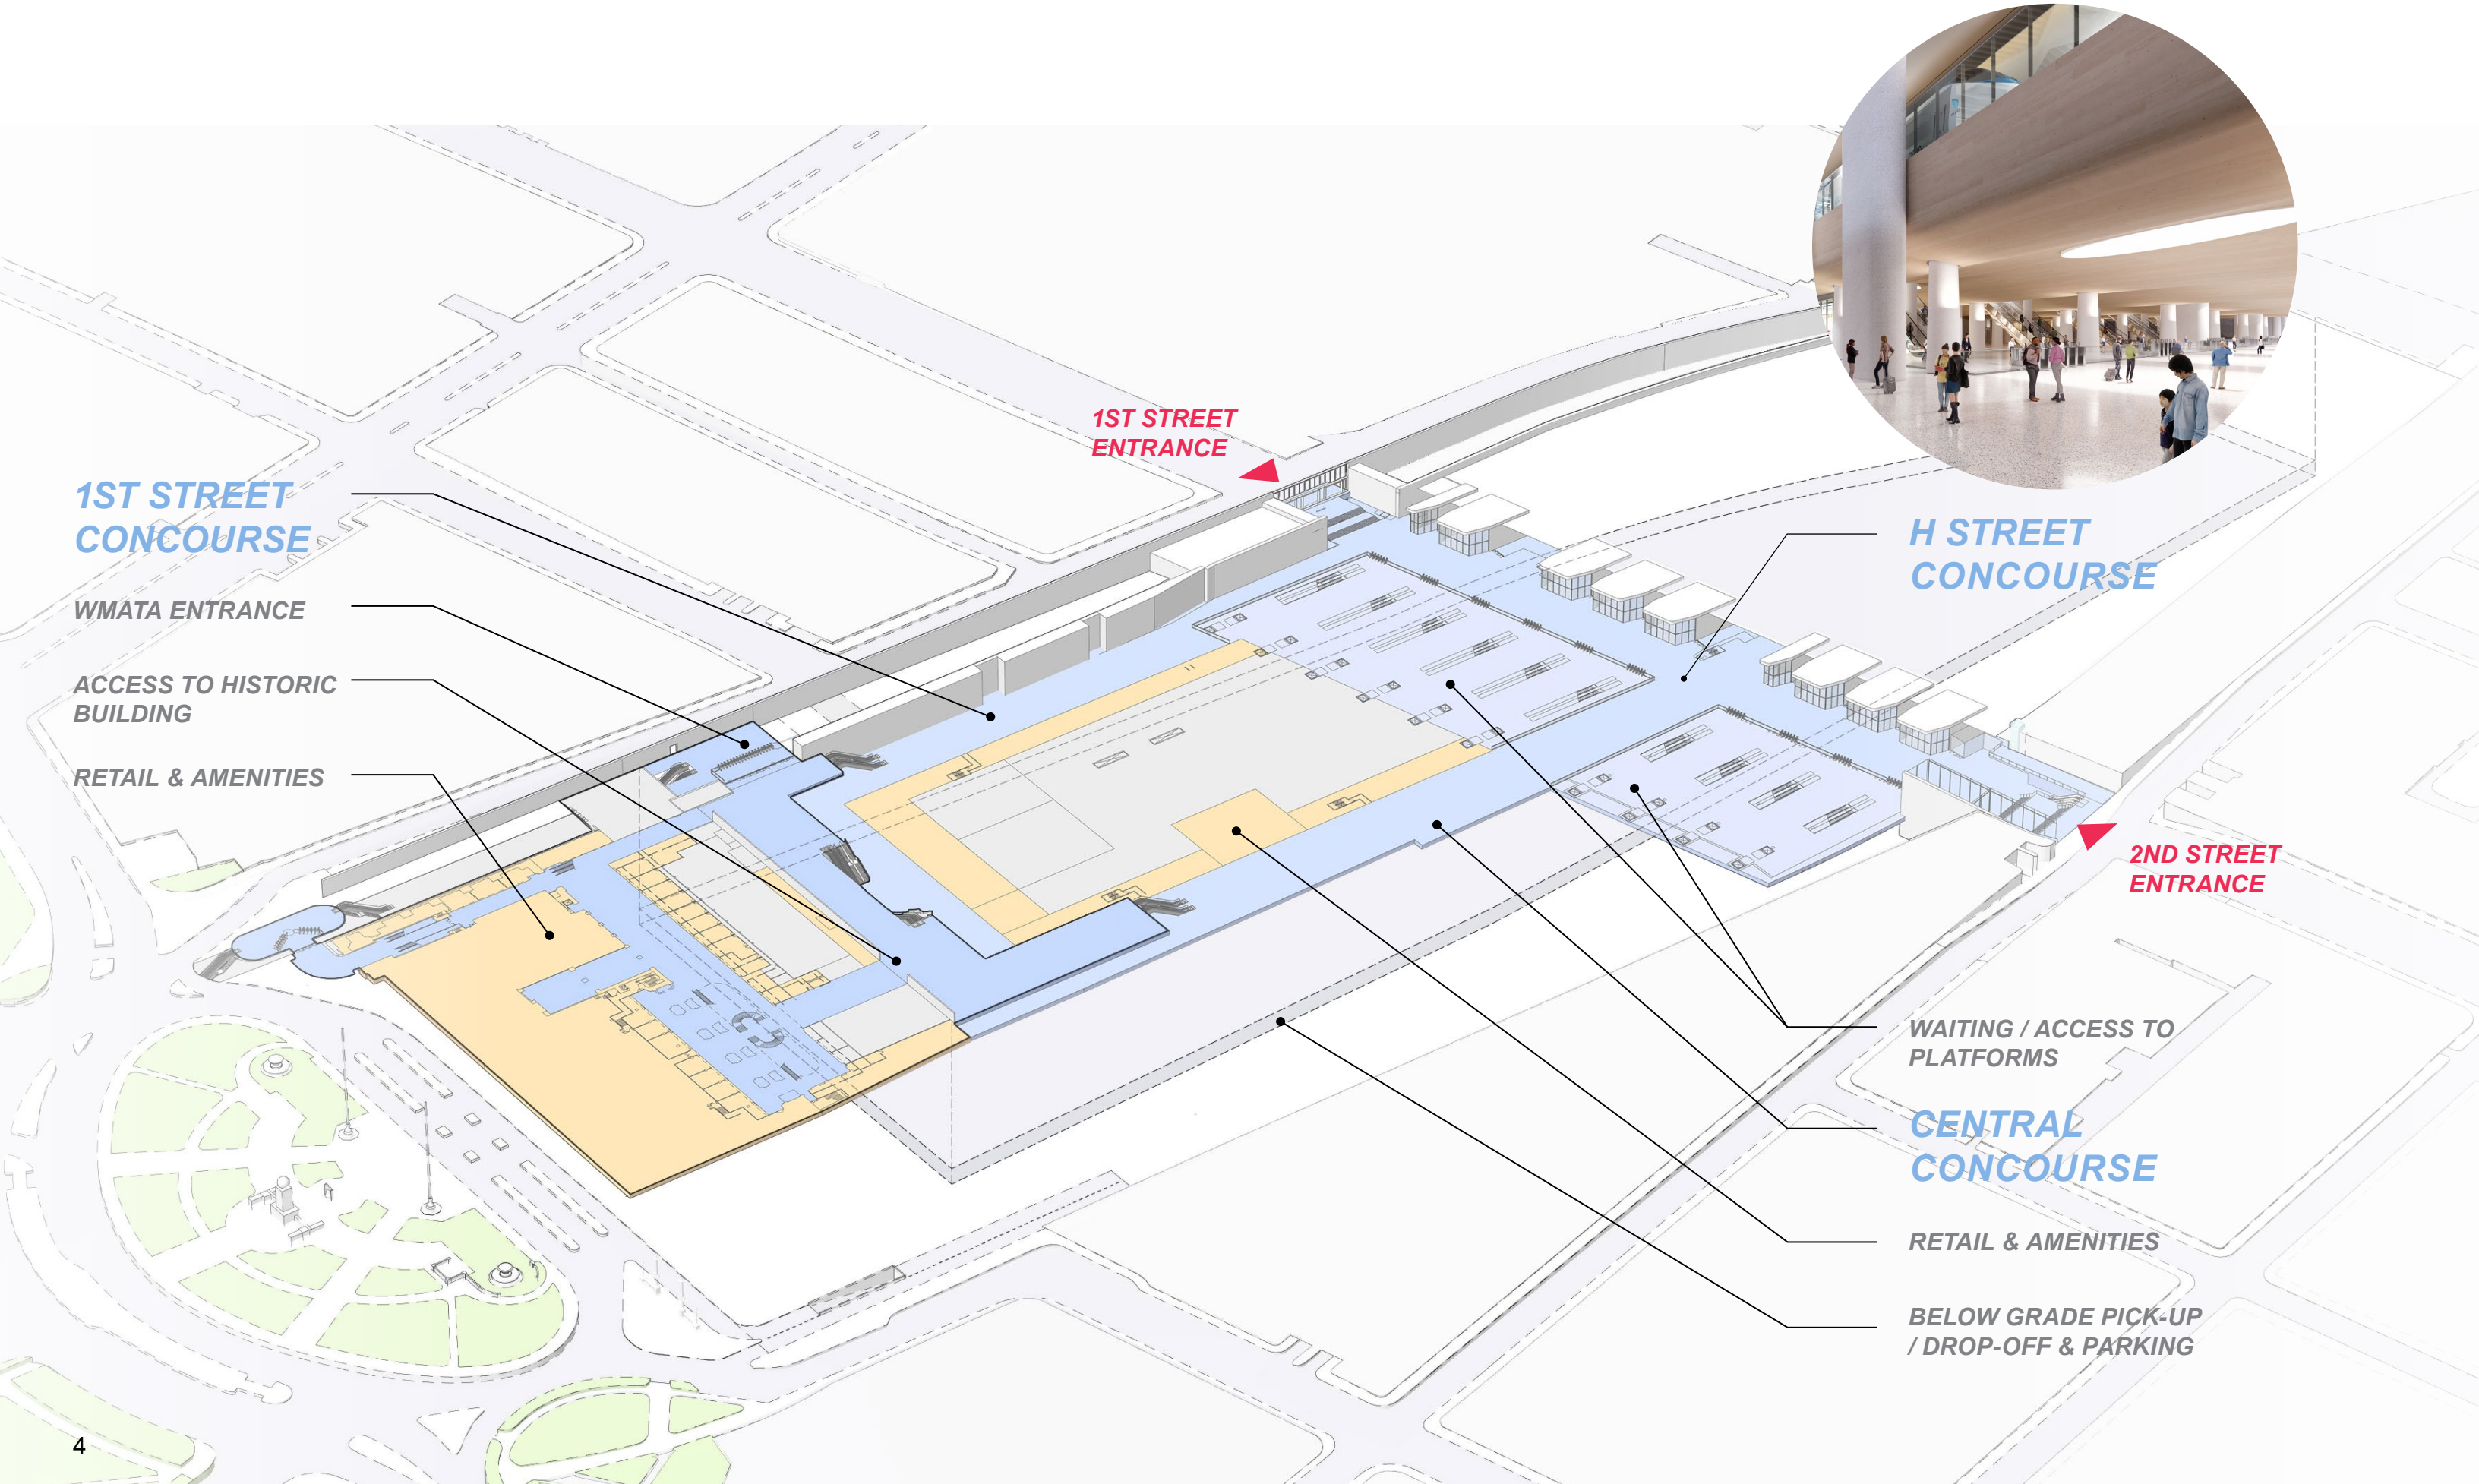 1ST STREET
ENTRANCE
1ST STREET
CONCOURSE
WMATA ENTRANCE
ACCESS TO HISTORIC
BUILDING
RETAIL & AMENITIES
H STREET
CONCOURSE
2ND STREET
ENTRANCE
WAITING / ACCESS TO
PLATFORMS
CENTRAL
CONCOURSE
RETAIL & AMENITIES
BELOW GRADE PICK-UP
/ DROP-OFF & PARKING
4